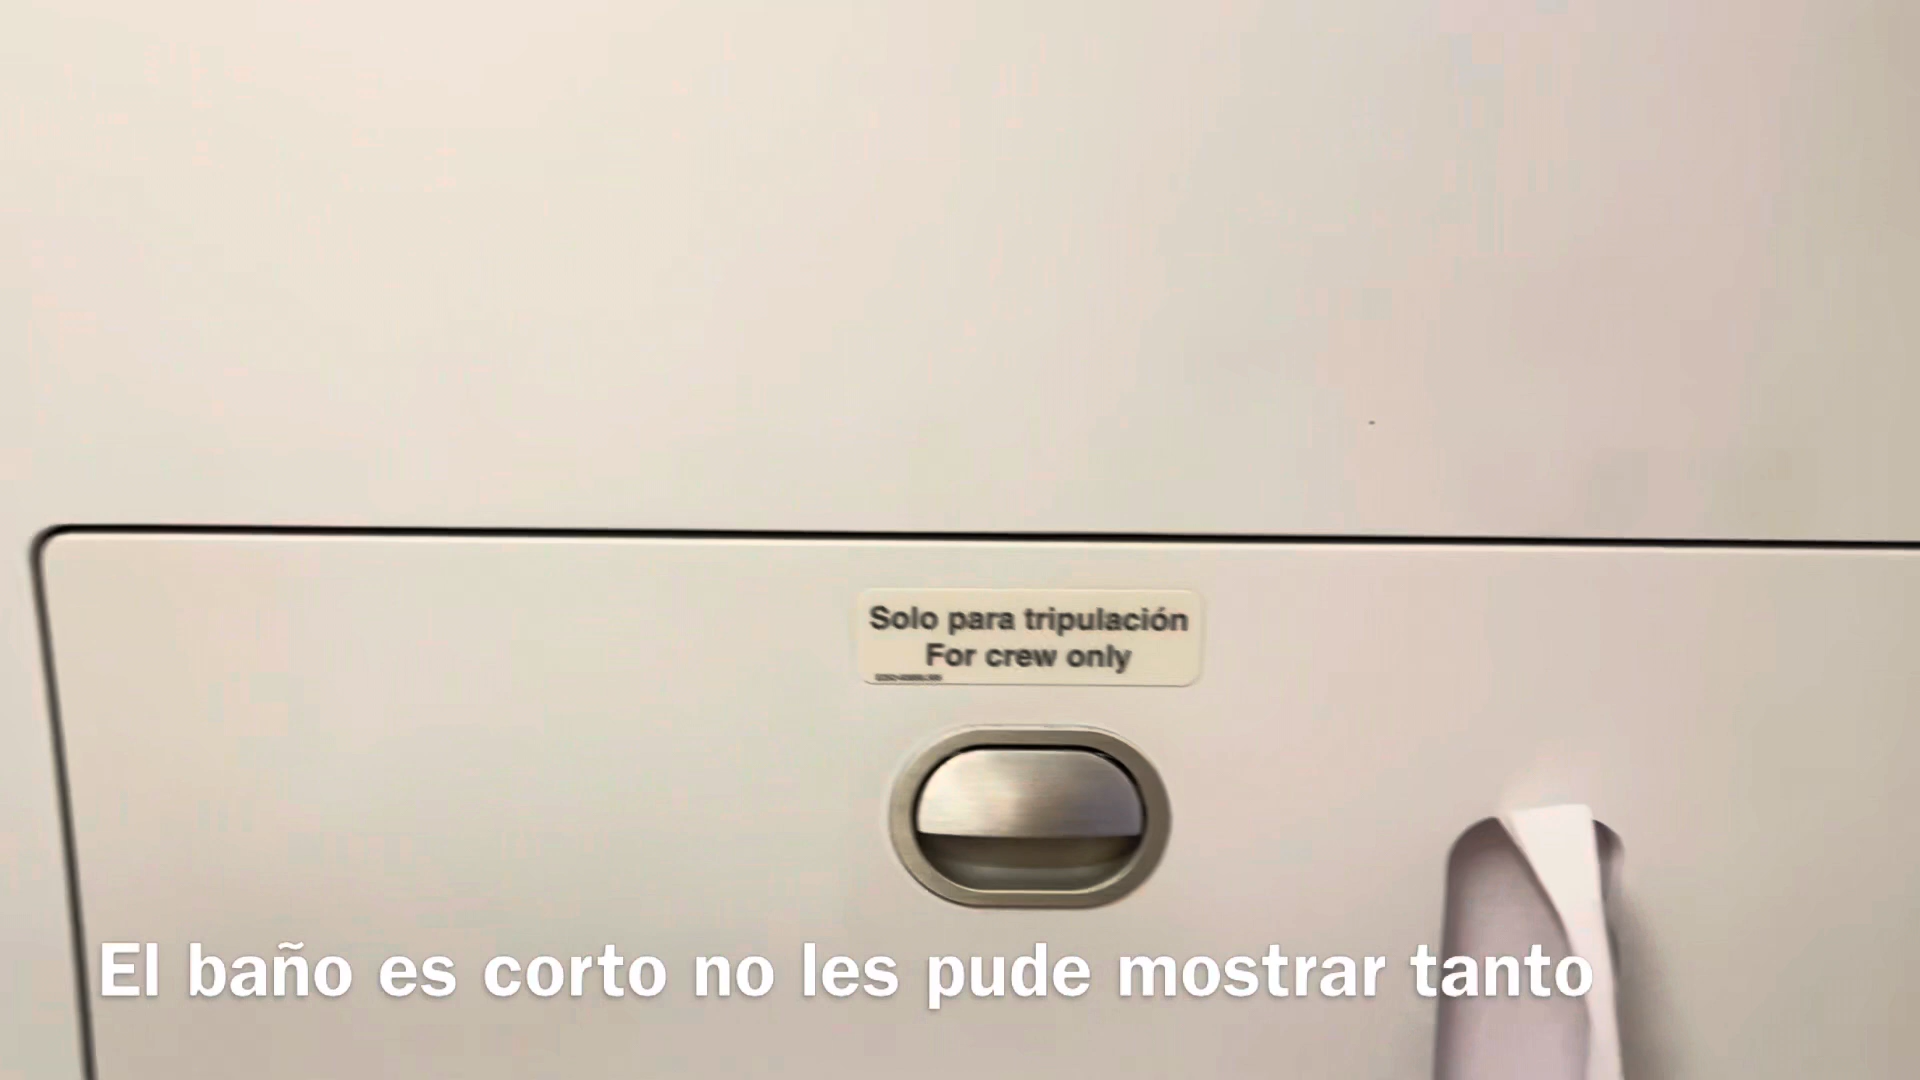 Solo para tripulación
For crew only
El baño es corto no les pude mostrar tanto